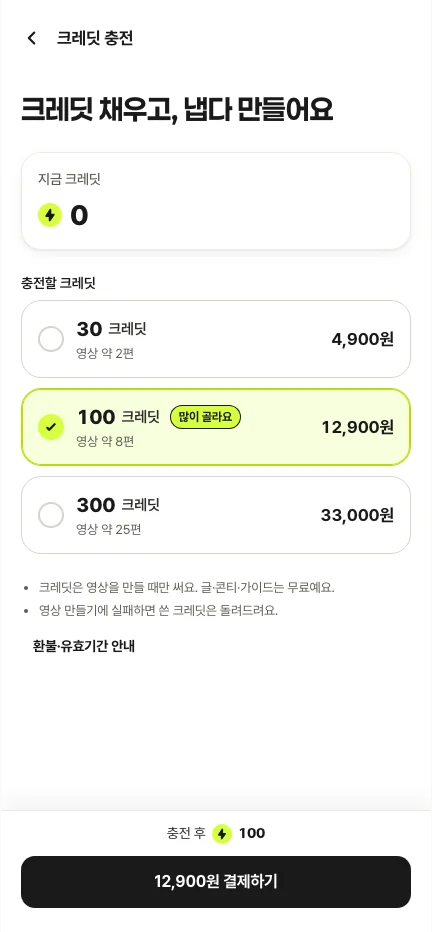 크레딧 충전
크레딧 채우고, 냅다 만들어요
지금 크레딧
0
충전할 크레딧
30 크레딧
영상 약 2편
4,900원
100 크레딧 많이 골라요
영상 약 8편
12,900원
300 크레딧
영상 약 25편
33,000원
• 크레딧은 영상을 만들 때만 써요. 글·콘티·가이드는 무료예요.
• 영상 만들기에 실패하면 쓴 크레딧은 돌려드려요.
환불·유효기간 안내
충전 후 100
12,900원 결제하기